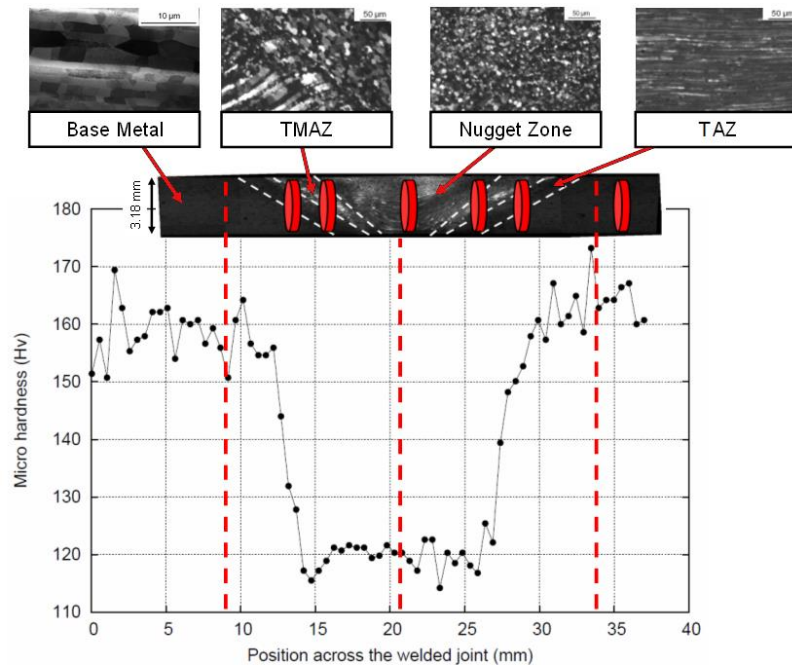 10 µm
50 µm
50 µm
50 µm
Base Metal
TMAZ
Nugget Zone
TAZ
3.18 mm
180
170
160
150
140
130
120
110
0
5
10
15
20
25
30
35
40
Micro hardness (Hv)
Position across the welded joint (mm)